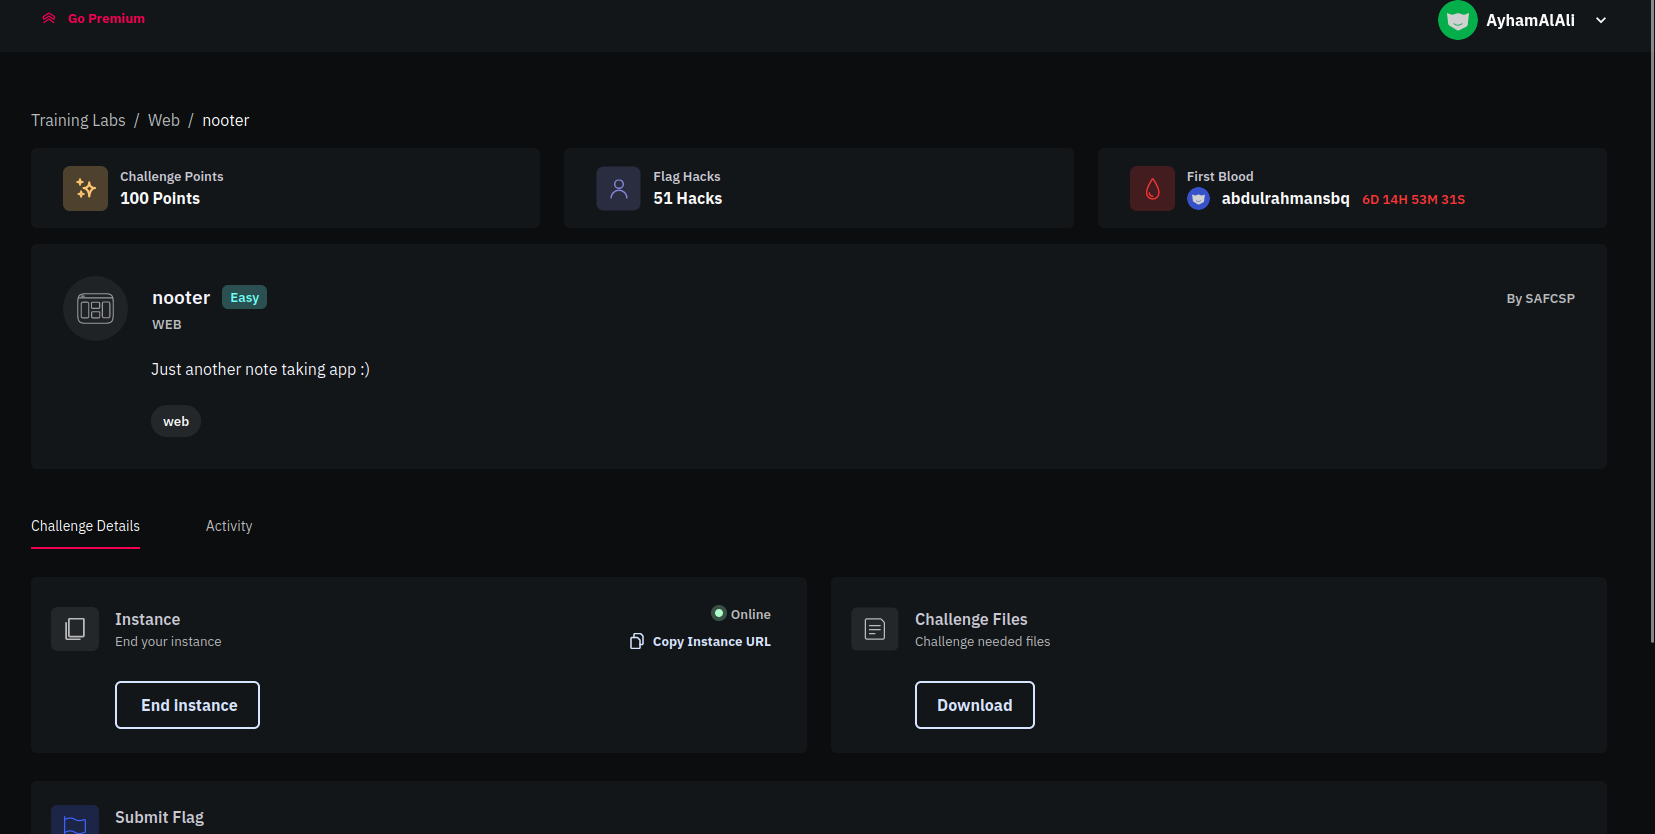 Go Premium
AyhamAlAli
Training Labs / Web / nooter
Challenge Points
100 Points
Flag Hacks
51 Hacks
First Blood
abdulrahmansbq 6D 14H 53M 31S
nooter Easy
WEB
By SAFCSP
Just another note taking app :)
web
Challenge Details Activity
Instance
End your instance
Online
Copy Instance URL
End instance
Challenge Files
Challenge needed files
Download
Submit Flag